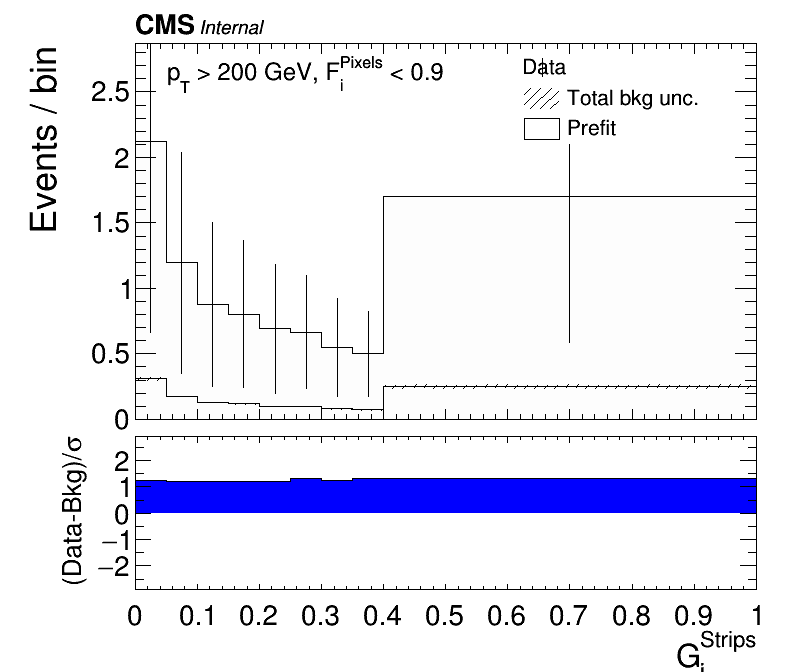 CMS Internal
p_T > 200 GeV, F_i^Pixels < 0.9
Data
Total bkg unc.
Prefit
Events / bin
2.5
2
1.5
1
0.5
0
(Data-Bkg)/σ
2
1
0
−1
−2
0 0.1 0.2 0.3 0.4 0.5 0.6 0.7 0.8 0.9 1
G_i^Strips